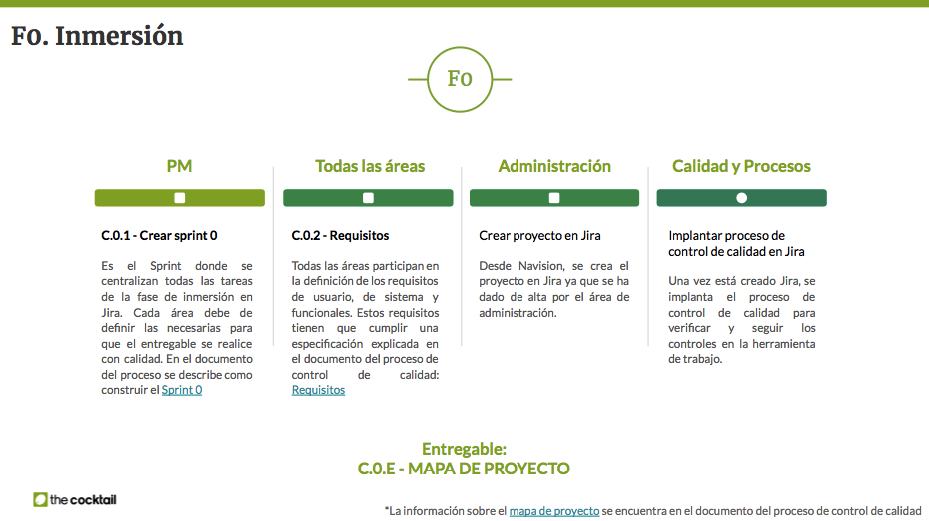 F0. Inmersión
F0
PM
C.0.1 - Crear sprint 0
Es el Sprint donde se
centralizan todas las tareas
de la fase de inmersión en
Jira. Cada área debe de
definir las necesarias para
que el entregable se realice
con calidad. En el documento
del proceso se describe como
construir el Sprint 0
Todas las áreas
C.0.2 - Requisitos
Todas las áreas participan en
la definición de los requisitos
de usuario, de sistema y
funcionales. Estos requisitos
tienen que cumplir una
especificación explicada en
el documento del proceso de
control de calidad:
Requisitos
Administración
Crear proyecto en Jira
Desde Navision, se crea el
proyecto en Jira ya que se ha
dado de alta por el área de
administración.
Calidad y Procesos
Implantar proceso de
control de calidad en Jira
Una vez está creado Jira, se
implanta el proceso de
control de calidad para
verificar y seguir los
controles en la herramienta
de trabajo.
Entregable:
C.0.E - MAPA DE PROYECTO
the cocktail
*La información sobre el mapa de proyecto se encuentra en el documento del proceso de control de calidad